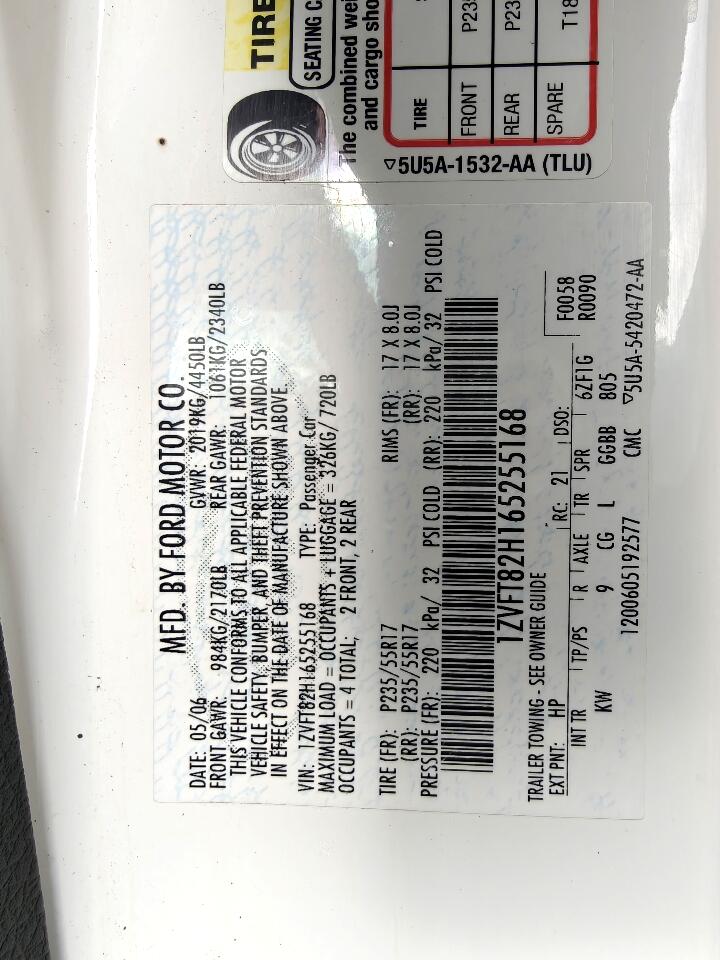 MFD. BY FORD MOTOR CO.
DATE: 05/06 GVWR: 2019KG/4450LB
FRONT GAWR: 984KG/2170LB REAR GAWR: 1061KG/2340LB
THIS VEHICLE CONFORMS TO ALL APPLICABLE FEDERAL MOTOR
VEHICLE SAFETY, BUMPER, AND THEFT PREVENTION STANDARDS
IN EFFECT ON THE DATE OF MANUFACTURE SHOWN ABOVE.
VIN: 1ZVFT82H165255168 TYPE: Passenger Car
MAXIMUM LOAD = OCCUPANTS + LUGGAGE = 326KG/ 720LB
OCCUPANTS = 4 TOTAL; 2 FRONT, 2 REAR
TIRE (FR): P235/55R17 RIMS (FR): 17 X 8.0J
(RR): P235/55R17 (RR): 17 X 8.0J
PRESSURE (FR): 220 kPa/ 32 PSI COLD (RR): 220 kPa/ 32 PSI COLD
1ZVFT82H165255168
TRAILER TOWING - SEE OWNER GUIDE
EXT PNT: HP RC: 21 DSO: F0058
R0090
INT TR TP/PS R AXLE TR SPR 6ZF1G
KW 9 CG L GGBB 805
1200605192577 CMC ▽5U5A-5420472-AA
TIRE
SEATING C
The combined wei
and cargo sho
TIRE
FRONT P235
REAR P23
SPARE T18
▽5U5A-1532-AA (TLU)